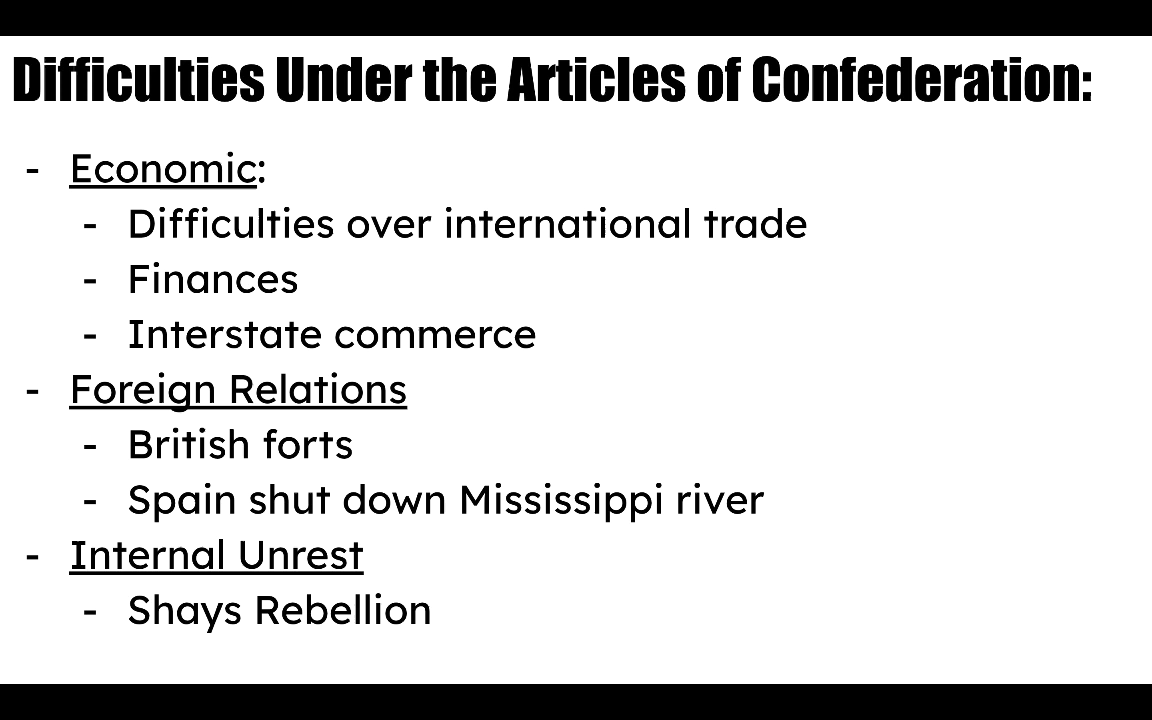 Difficulties Under the Articles of Confederation:
- Economic:
- Difficulties over international trade
- Finances
- Interstate commerce
- Foreign Relations
- British forts
- Spain shut down Mississippi river
- Internal Unrest
- Shays Rebellion